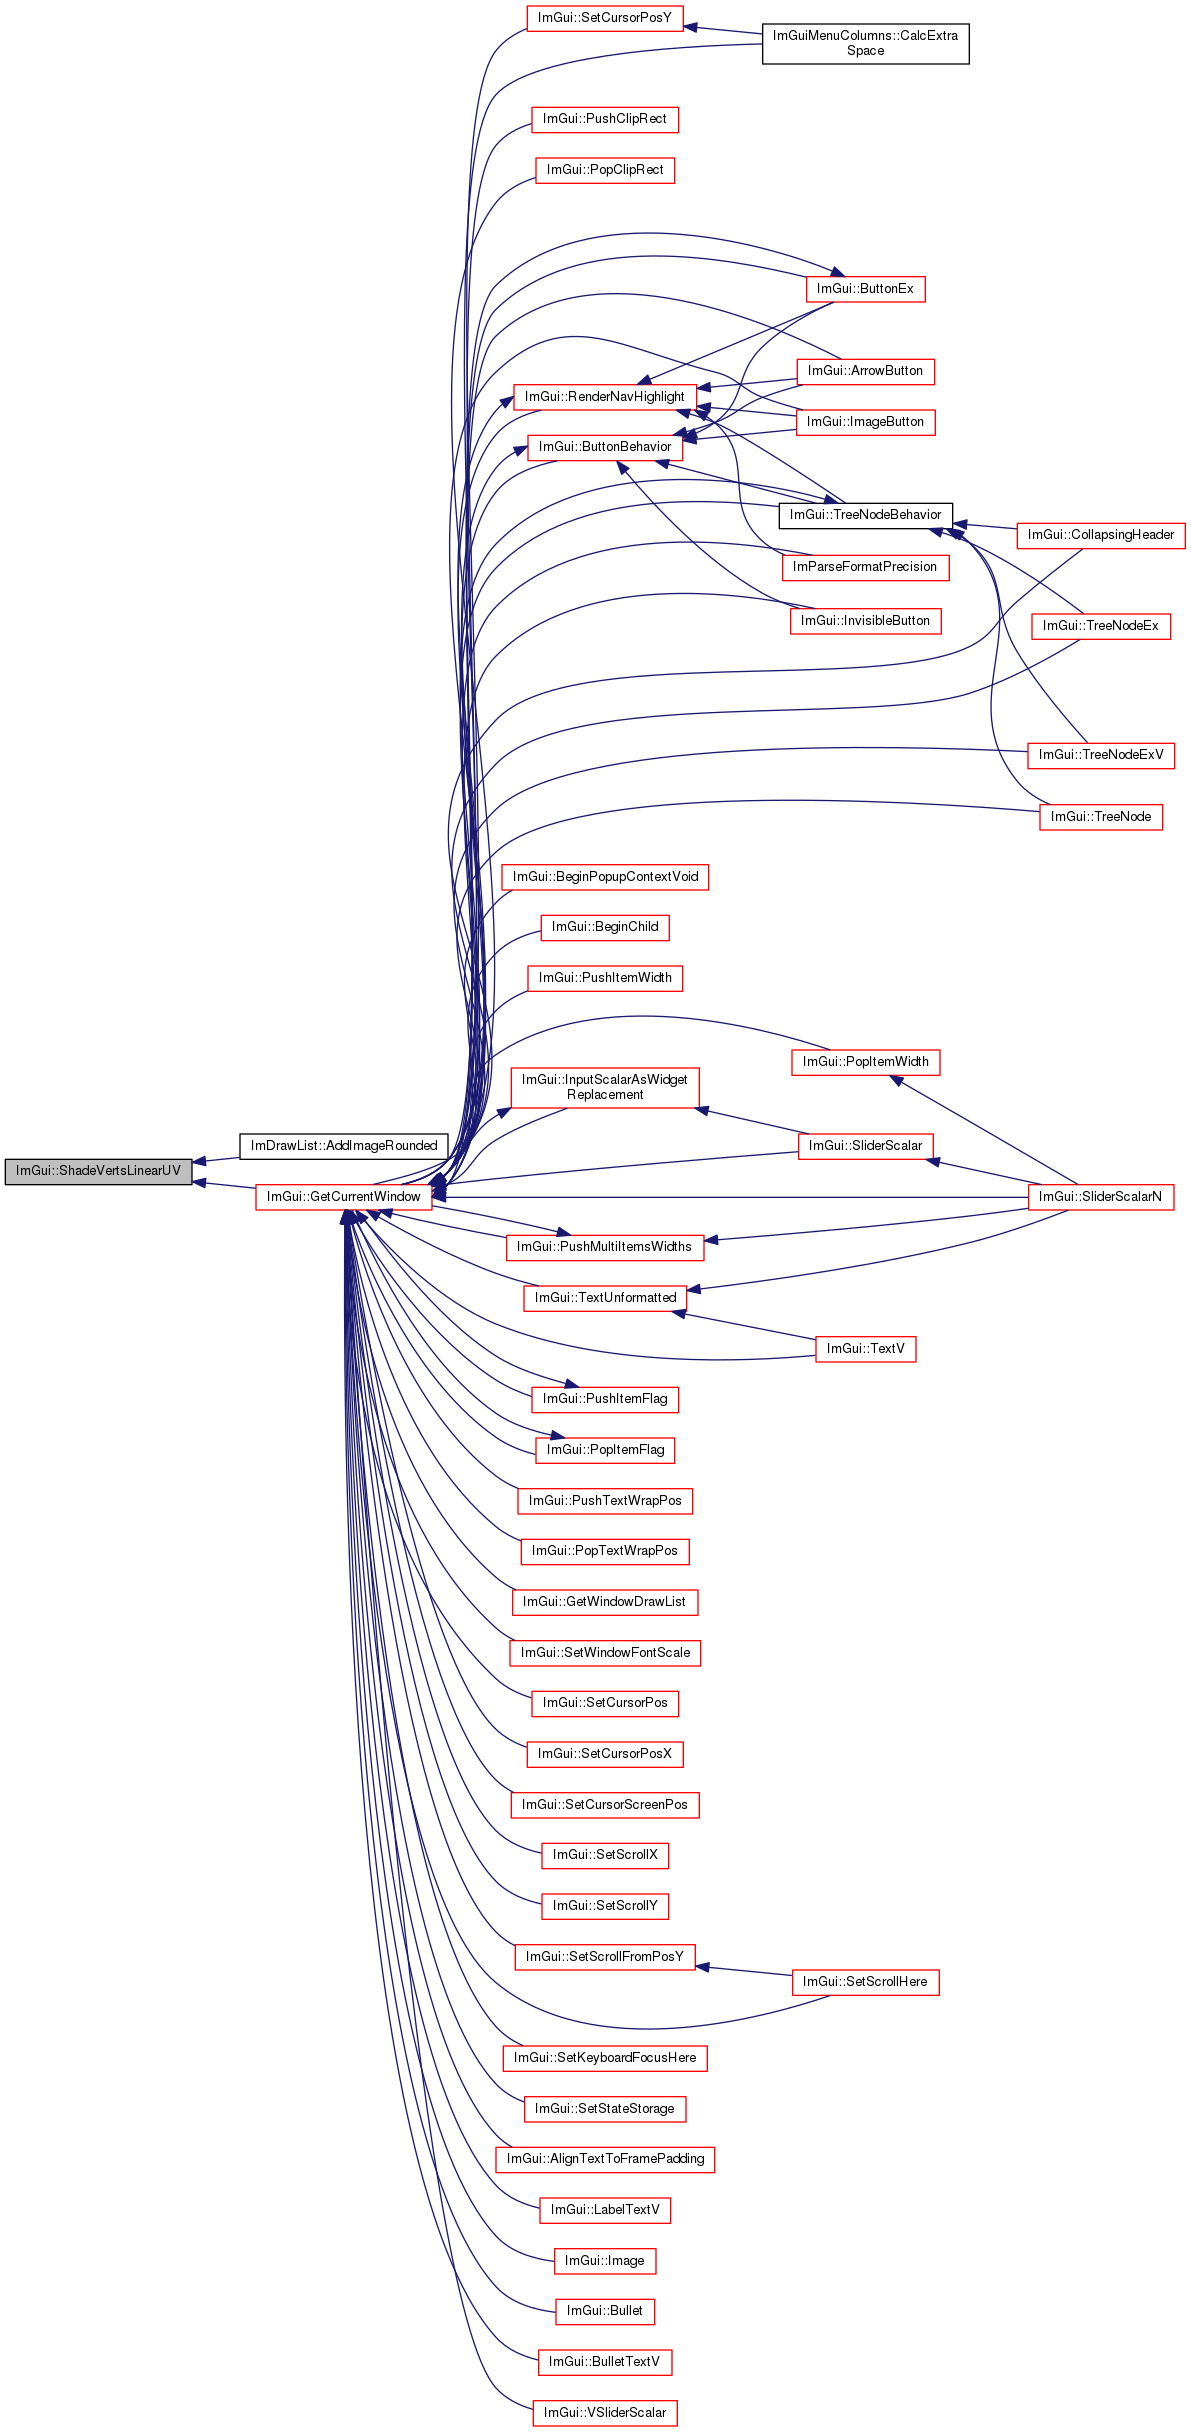 ImGui::SetCursorPosY
ImGuiMenuColumns::CalcExtra
Space
ImGui::PushClipRect
ImGui::PopClipRect
ImGui::ButtonEx
ImGui::ArrowButton
ImGui::RenderNavHighlight
ImGui::ImageButton
ImGui::ButtonBehavior
ImGui::TreeNodeBehavior
ImGui::CollapsingHeader
ImParseFormatPrecision
ImGui::InvisibleButton
ImGui::TreeNodeEx
ImGui::TreeNodeExV
ImGui::TreeNode
ImGui::BeginPopupContextVoid
ImGui::BeginChild
ImGui::PushItemWidth
ImGui::PopItemWidth
ImGui::InputScalarAsWidget
Replacement
ImDrawList::AddImageRounded
ImGui::SliderScalar
ImGui::ShadeVertsLinearUV
ImGui::GetCurrentWindow
ImGui::SliderScalarN
ImGui::PushMultiItemsWidths
ImGui::TextUnformatted
ImGui::TextV
ImGui::PushItemFlag
ImGui::PopItemFlag
ImGui::PushTextWrapPos
ImGui::PopTextWrapPos
ImGui::GetWindowDrawList
ImGui::SetWindowFontScale
ImGui::SetCursorPos
ImGui::SetCursorPosX
ImGui::SetCursorScreenPos
ImGui::SetScrollX
ImGui::SetScrollY
ImGui::SetScrollFromPosY
ImGui::SetScrollHere
ImGui::SetKeyboardFocusHere
ImGui::SetStateStorage
ImGui::AlignTextToFramePadding
ImGui::LabelTextV
ImGui::Image
ImGui::Bullet
ImGui::BulletTextV
ImGui::VSliderScalar